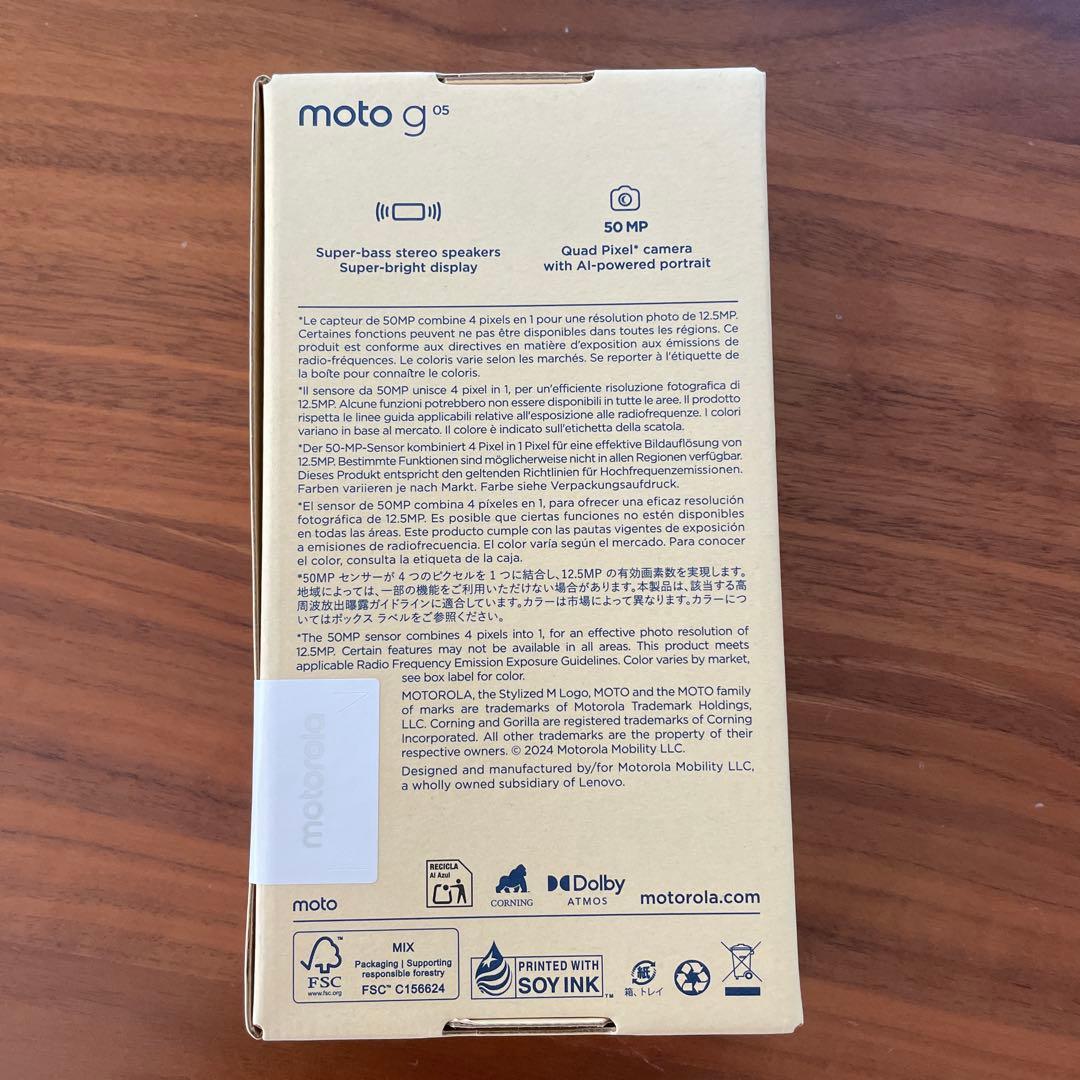 moto g 05
Super-bass stereo speakers
Super-bright display
50 MP
Quad Pixel* camera
with AI-powered portrait
*Le capteur de 50MP combine 4 pixels en 1 pour une résolution photo de 12.5MP.
Certaines fonctions peuvent ne pas être disponibles dans toutes les régions. Ce
produit est conforme aux directives en matière d'exposition aux émissions de
radio-fréquences. Le coloris varie selon les marchés. Se reporter à l'étiquette de
la boîte pour connaître le coloris.
*Il sensore da 50MP unisce 4 pixel in 1, per un'efficiente risoluzione fotografica di
12.5MP. Alcune funzioni potrebbero non essere disponibili in tutte le aree. Il prodotto
rispetta le linee guida applicabili relative all'esposizione alle radiofrequenze. I colori
variano in base al mercato. Il colore è indicato sull'etichetta della scatola.
*Der 50-MP-Sensor kombiniert 4 Pixel in 1 Pixel für eine effektive Bildauflösung von
12.5MP. Bestimmte Funktionen sind möglicherweise nicht in allen Regionen verfügbar.
Dieses Produkt entspricht den geltenden Richtlinien für Hochfrequenzemissionen.
Farben variieren je nach Markt. Farbe siehe Verpackungsaufdruck.
*El sensor de 50MP combina 4 píxeles en 1, para ofrecer una eficaz resolución
fotográfica de 12.5MP. Es posible que ciertas funciones no estén disponibles
en todas las áreas. Este producto cumple con las pautas vigentes de exposición
a emisiones de radiofrecuencia. El color varía según el mercado. Para conocer
el color, consulta la etiqueta de la caja.
*50MP センサーが 4 つのピクセルを 1 つに結合し、12.5MP の有効画素数を実現します。
地域によっては、一部の機能をご利用いただけない場合があります。本製品は、該当する高
周波放出曝露ガイドラインに適合しています。カラーは市場によって異なります。カラーにつ
いてはボックス ラベルをご参照ください。
*The 50MP sensor combines 4 pixels into 1, for an effective photo resolution of
12.5MP. Certain features may not be available in all areas. This product meets
applicable Radio Frequency Emission Exposure Guidelines. Color varies by market,
see box label for color.
MOTOROLA, the Stylized M Logo, MOTO and the MOTO family
of marks are trademarks of Motorola Trademark Holdings,
LLC. Corning and Gorilla are registered trademarks of Corning
Incorporated. All other trademarks are the property of their
respective owners. © 2024 Motorola Mobility LLC.
Designed and manufactured by/for Motorola Mobility LLC,
a wholly owned subsidiary of Lenovo.
motorola
moto
RECICLA
Al Azul
CORNING
Dolby
ATMOS
motorola.com
FSC™
www.fsc.org
MIX
Packaging | Supporting
responsible forestry
FSC™ C156624
PRINTED WITH
SOY INK™
紙
箱、トレイ